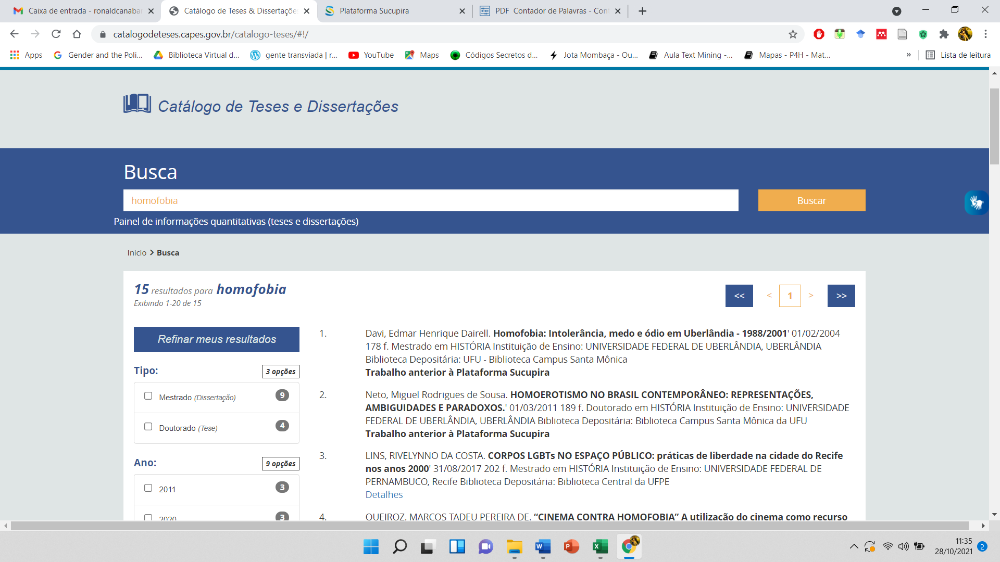 Caixa de entrada - ronaldcanabar
Catálogo de Teses & Dissertaçõe
Plataforma Sucupira
PDF Contador de Palavras - Con
catalogodeteses.capes.gov.br/catalogo-teses/#!/
Apps
Gender and the Poli...
Biblioteca Virtual d...
gente transviada | r...
YouTube
Maps
Códigos Secretos d...
Jota Mombaça - Ou...
Aula Text Mining -...
Mapas - P4H - Mat...
»
Lista de leitura
Catálogo de Teses e Dissertações
Busca
homofobia
Buscar
Painel de informações quantitativas (teses e dissertações)
Inicio > Busca
15 resultados para homofobia
Exibindo 1-20 de 15
<< < 1 > >>
Refinar meus resultados
Tipo: 3 opções
Mestrado (Dissertação) 9
Doutorado (Tese) 4
Ano: 9 opções
2011 3
2020 3
1. Davi, Edmar Henrique Dairell. Homofobia: Intolerância, medo e ódio em Uberlândia - 1988/2001' 01/02/2004
178 f. Mestrado em HISTÓRIA Instituição de Ensino: UNIVERSIDADE FEDERAL DE UBERLÂNDIA, UBERLÂNDIA
Biblioteca Depositária: UFU - Biblioteca Campus Santa Mônica
Trabalho anterior à Plataforma Sucupira
2. Neto, Miguel Rodrigues de Sousa. HOMOEROTISMO NO BRASIL CONTEMPORÂNEO: REPRESENTAÇÕES,
AMBIGUIDADES E PARADOXOS.' 01/03/2011 189 f. Doutorado em HISTÓRIA Instituição de Ensino: UNIVERSIDADE
FEDERAL DE UBERLÂNDIA, UBERLÂNDIA Biblioteca Depositária: Biblioteca Campus Santa Mônica da UFU
Trabalho anterior à Plataforma Sucupira
3. LINS, RIVELYNNO DA COSTA. CORPOS LGBTs NO ESPAÇO PÚBLICO: práticas de liberdade na cidade do Recife
nos anos 2000' 31/08/2017 202 f. Mestrado em HISTÓRIA Instituição de Ensino: UNIVERSIDADE FEDERAL DE
PERNAMBUCO, Recife Biblioteca Depositária: Biblioteca Central da UFPE
Detalhes
4. QUEIROZ, MARCOS TADEU PEREIRA DE. “CINEMA CONTRA HOMOFOBIA” A utilização do cinema como recurso
11:35
28/10/2021
2